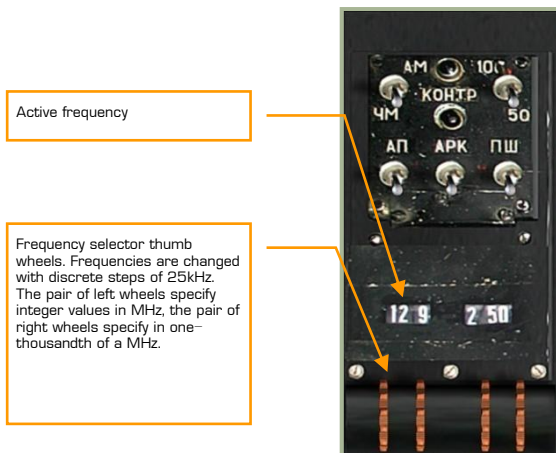 Active frequency
Frequency selector thumb
wheels. Frequencies are changed
with discrete steps of 25kHz.
The pair of left wheels specify
integer values in MHz, the pair of
right wheels specify in one-
thousandth of a MHz.
АМ 100
КОНТР
ЧМ 50
АП АРК ПШ
12 9 2 50